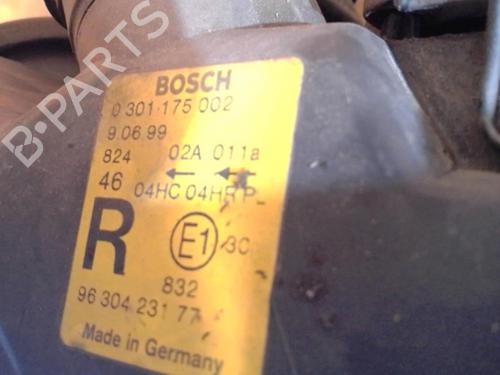 B-PARTS
BOSCH
0 301 175 002
9.06.99
824 02A 011a
46 04HC 04HR P
R E1 30
832
96 304 231 77
Made in Germany